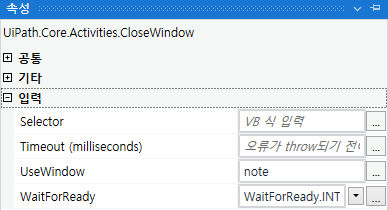 속성
UiPath.Core.Activities.CloseWindow
공통
기타
입력
Selector VB 식 입력 ...
Timeout (milliseconds) 오류가 throw되기 전에 ...
UseWindow note ...
WaitForReady WaitForReady.INT ...